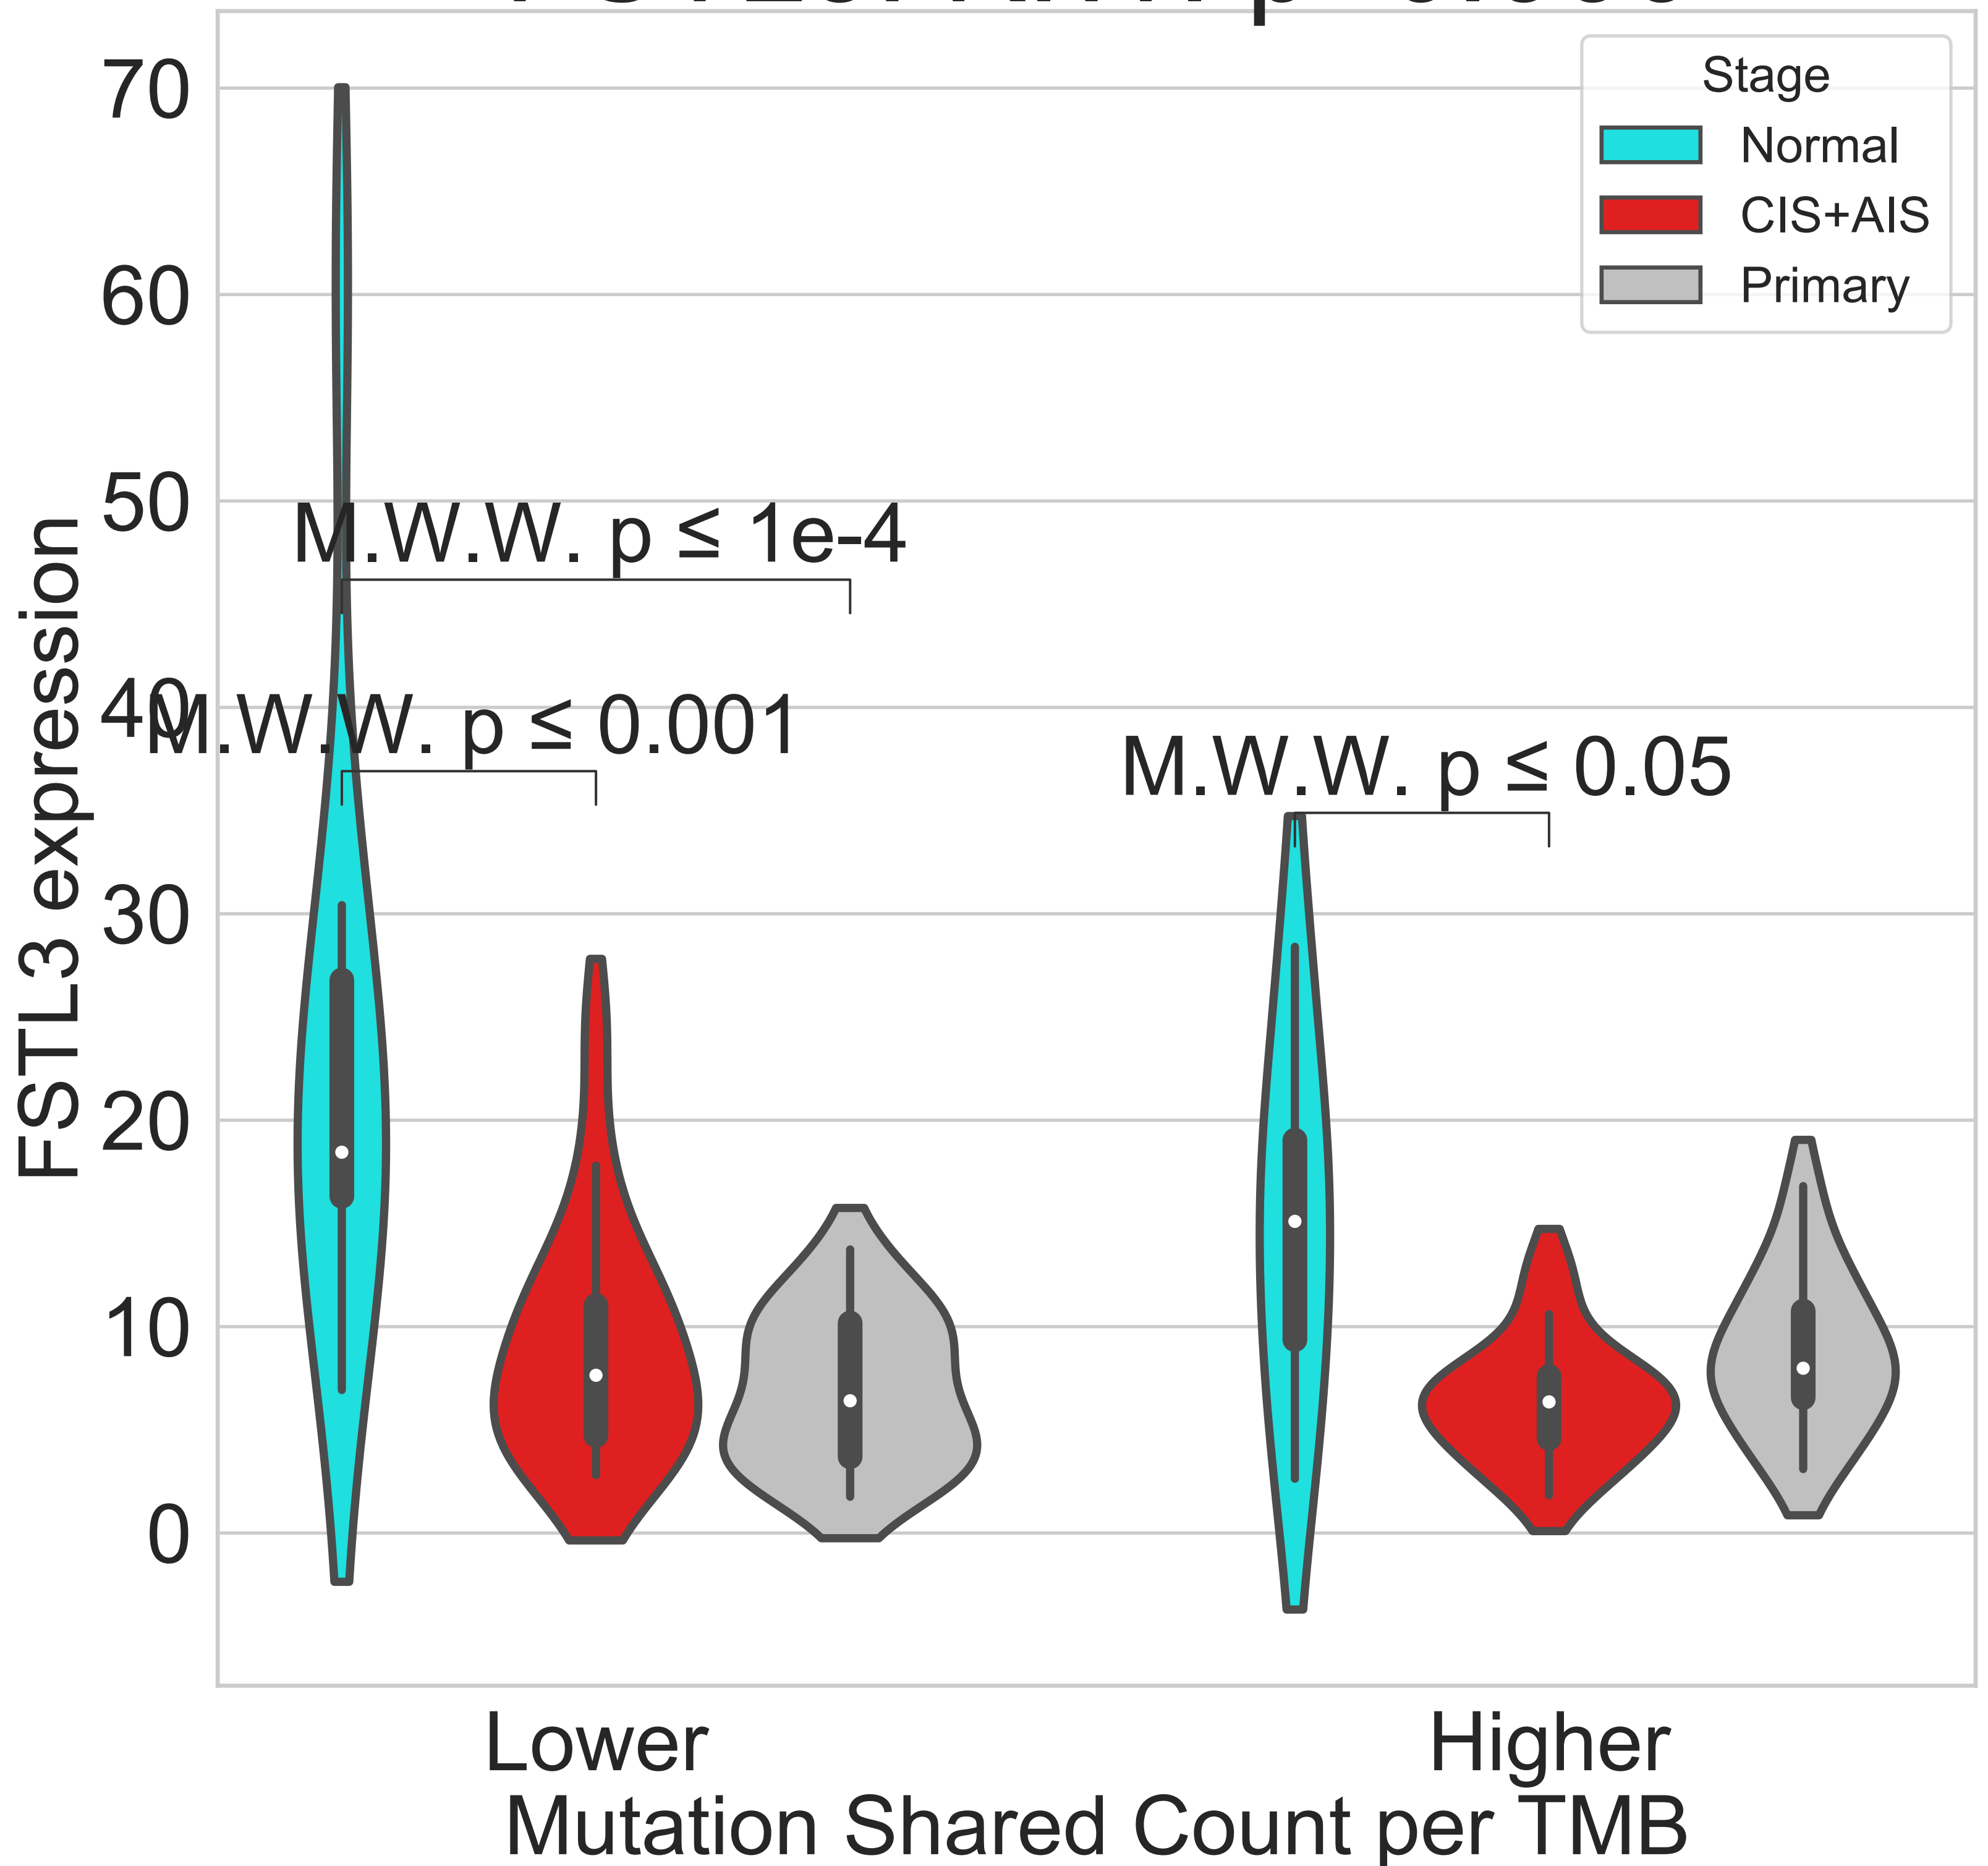 70
60
50
40
30
20
10
0
FSTL3 expression
Stage
Normal
CIS+AIS
Primary
M.W.W. p ≤ 1e-4
M.W.W. p ≤ 0.001
M.W.W. p ≤ 0.05
Lower
Higher
Mutation Shared Count per TMB